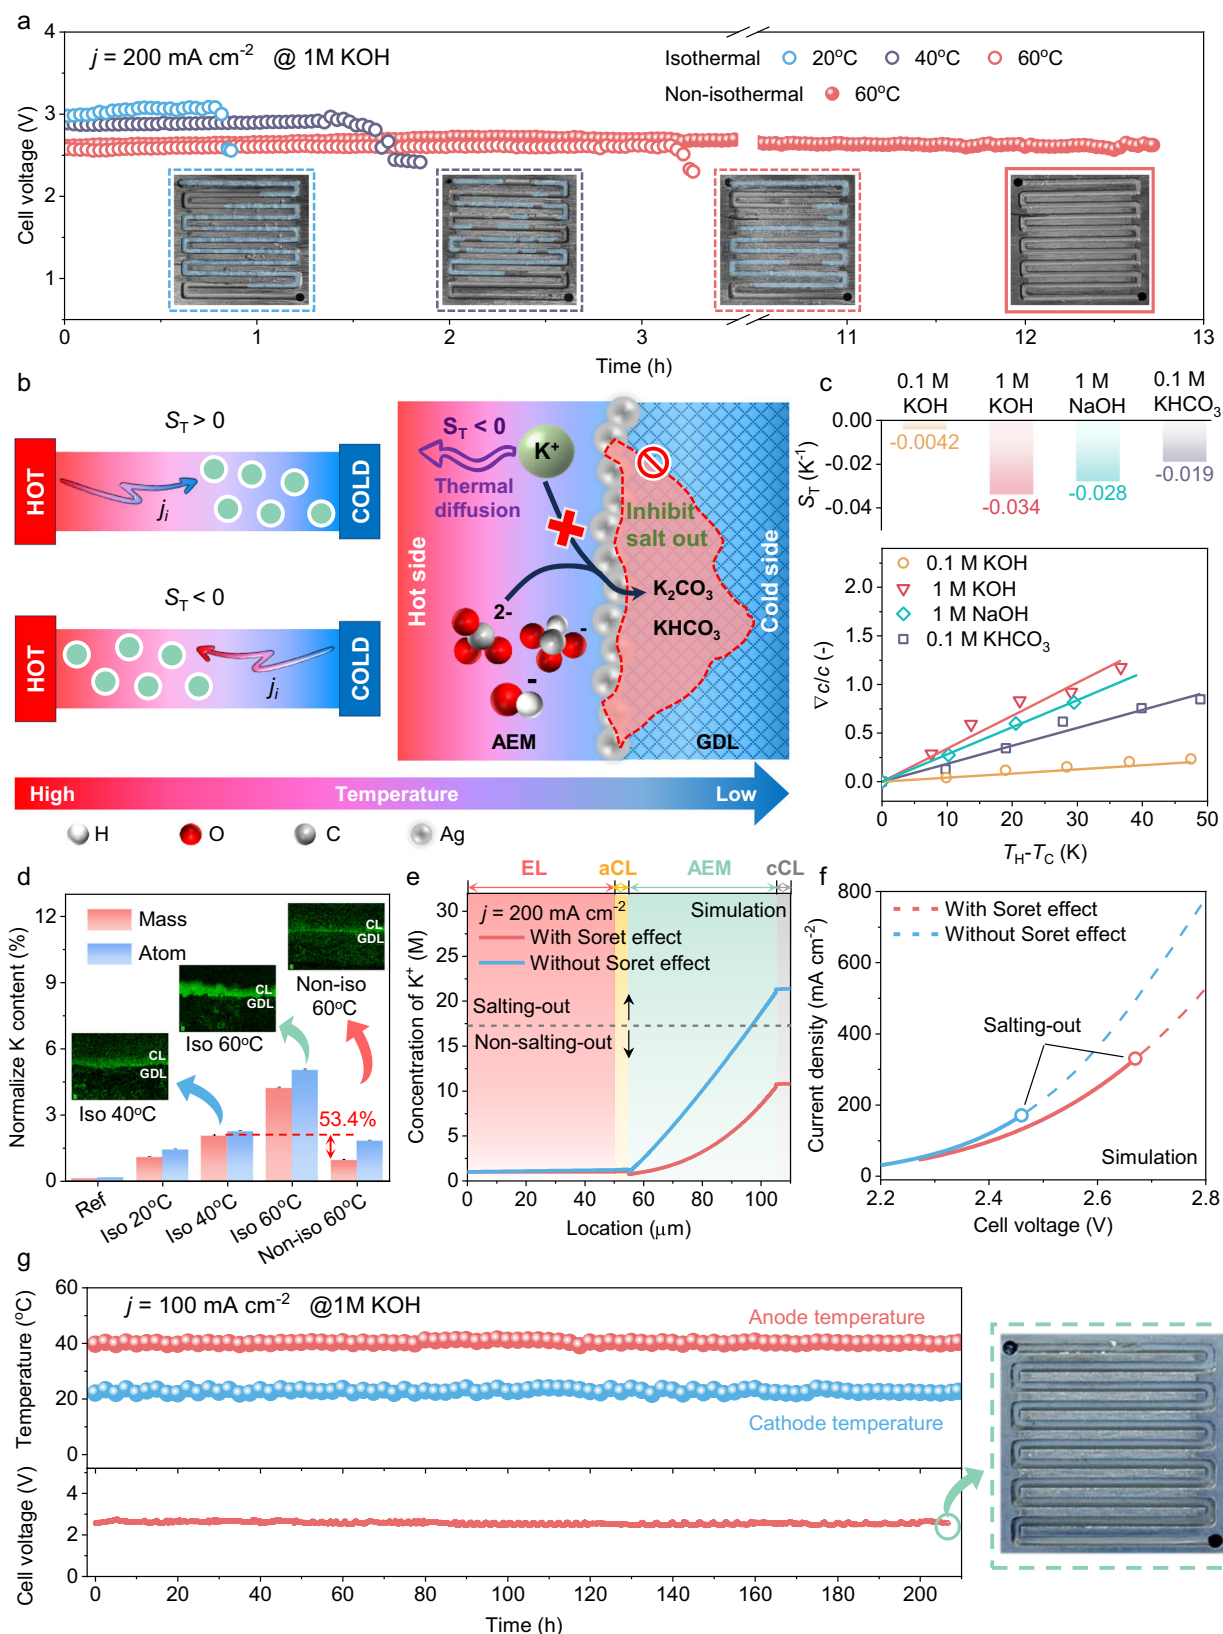 a
j = 200 mA cm⁻² @ 1M KOH
Isothermal 20°C 40°C 60°C
Non-isothermal 60°C
Cell voltage (V)
4
3
2
1
0 1 2 3 11 12 13
Time (h)
b
S_T > 0
HOT
COLD
j_i
S_T < 0
HOT
COLD
j_i
S_T < 0
K⁺
Thermal
diffusion
Inhibit
salt out
Hot side
Cold side
2-
-
-
K₂CO₃
KHCO₃
AEM
GDL
High Temperature Low
H O C Ag
c
0.1 M
KOH
1 M
KOH
1 M
NaOH
0.1 M
KHCO₃
S_T (K⁻¹)
0.00
-0.02
-0.04
-0.0042
-0.034
-0.028
-0.019
0.1 M KOH
1 M KOH
1 M NaOH
0.1 M KHCO₃
∇c/c (-)
2.0
1.5
1.0
0.5
0.0
0 10 20 30 40 50
T_H-T_C (K)
d
Normalize K content (%)
12
9
6
3
0
Mass
Atom
CL
GDL
Non-iso
60°C
CL
GDL
Iso 60°C
CL
GDL
Iso 40°C
53.4%
Ref
Iso 20°C
Iso 40°C
Iso 60°C
Non-iso 60°C
e
EL aCL AEM cCL
j = 200 mA cm⁻² Simulation
With Soret effect
Without Soret effect
Salting-out
Non-salting-out
Concentration of K⁺ (M)
30
25
20
15
10
5
0
0 20 40 60 80 100
Location (μm)
f
With Soret effect
Without Soret effect
Salting-out
Simulation
Current density (mA cm⁻²)
800
600
400
200
0
2.2 2.4 2.6 2.8
Cell voltage (V)
g
j = 100 mA cm⁻² @1M KOH
Anode temperature
Cathode temperature
Temperature (°C)
60
40
20
0
Cell voltage (V)
4
2
0
0 20 40 60 80 100 120 140 160 180 200
Time (h)